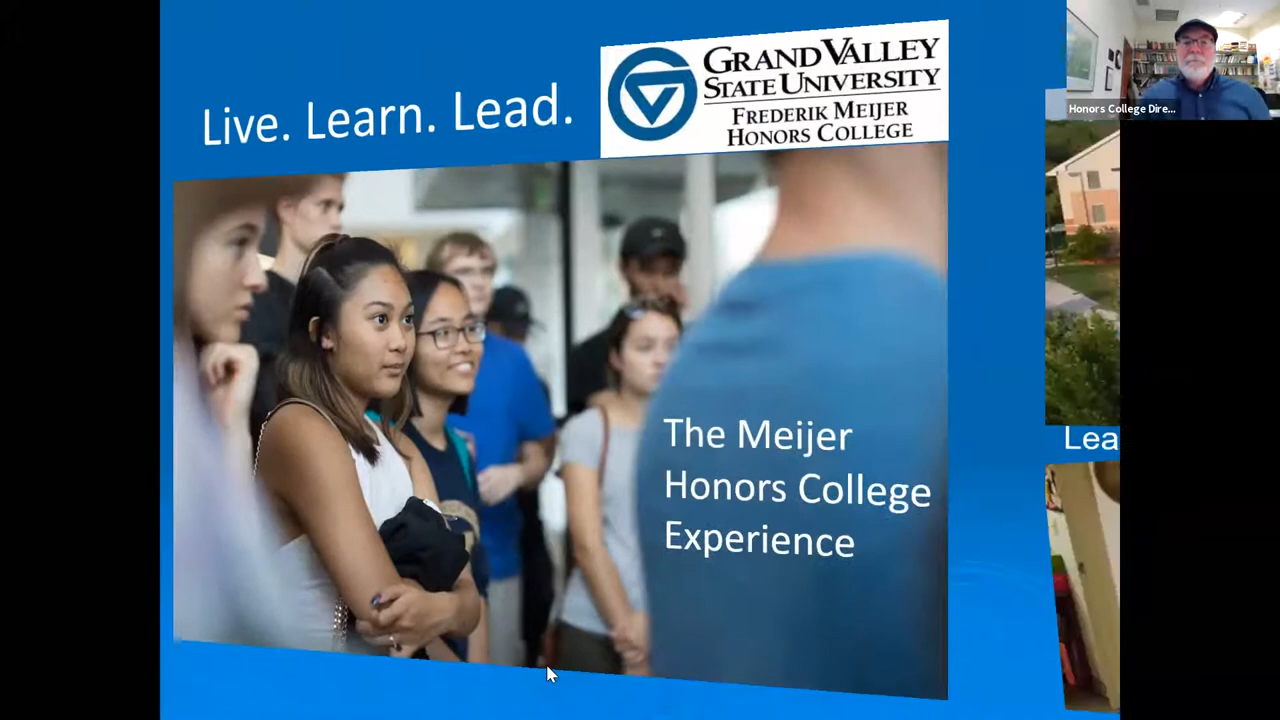 Live. Learn. Lead.
GRAND VALLEY
STATE UNIVERSITY
FREDERIK MEIJER
HONORS COLLEGE
Honors College Dire...
The Meijer
Honors College
Experience
Lea